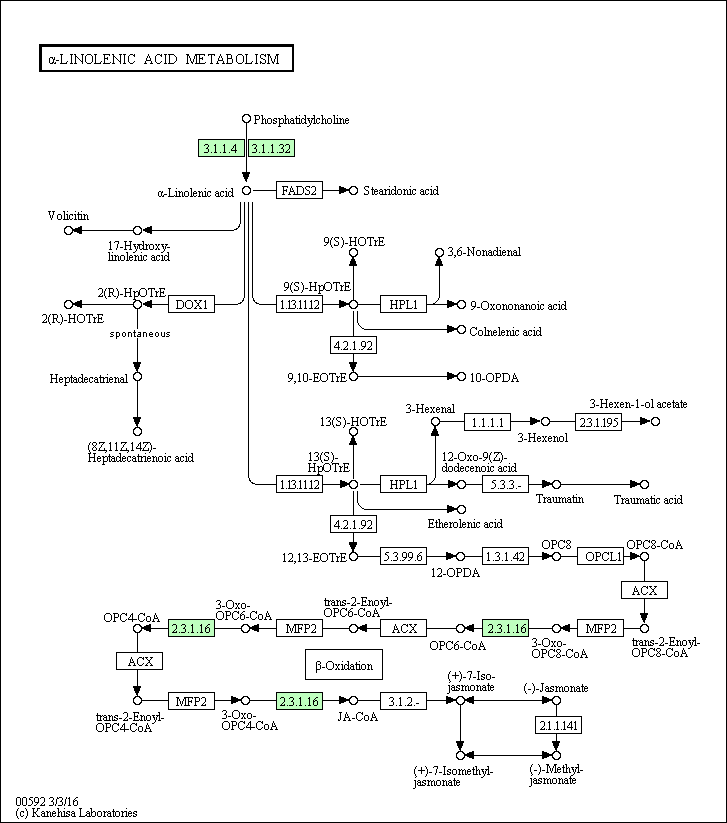 α-LINOLENIC ACID METABOLISM
Phosphatidylcholine
3.1.1.4
3.1.1.32
α-Linolenic acid
FADS2
Stearidonic acid
Volicitin
17-Hydroxy-
linolenic acid
9(S)-HOTrE
3,6-Nonadienal
2(R)-HpOTrE
DOX1
2(R)-HOTrE
9(S)-HpOTrE
1.13.1112
HPL1
9-Oxononanoic acid
Colnelenic acid
spontaneous
4.2.1.92
Heptadecatrienal
9,10-EOTrE
10-OPDA
(8Z,11Z,14Z)-
Heptadecatrienoic acid
13(S)-HOTrE
3-Hexenal
1.1.1.1
3-Hexenol
2.3.1.195
3-Hexen-1-ol acetate
13(S)-
HpOTrE
12-Oxo-9(Z)-
dodecenoic acid
1.13.1112
HPL1
5.3.3.-
Traumatin
Traumatic acid
4.2.1.92
Etherolenic acid
12,13-EOTrE
5.3.99.6
12-OPDA
1.3.1.42
OPC8
OPCL1
OPC8-CoA
ACX
OPC4-CoA
2.3.1.16
3-Oxo-
OPC6-CoA
MFP2
trans-2-Enoyl-
OPC6-CoA
ACX
OPC6-CoA
2.3.1.16
3-Oxo-
OPC8-CoA
MFP2
trans-2-Enoyl-
OPC8-CoA
ACX
β-Oxidation
trans-2-Enoyl-
OPC4-CoA
MFP2
3-Oxo-
OPC4-CoA
2.3.1.16
JA-CoA
3.1.2.-
(+)-7-Iso-
jasmonate
(-)-Jasmonate
2.1.1.141
(+)-7-Isomethyl-
jasmonate
(-)-Methyl-
jasmonate
00592 3/3/16
(c) Kanehisa Laboratories